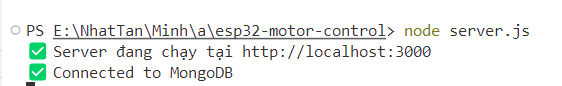 PS E:\NhatTan\Minh\a\esp32-motor-control> node server.js
✅ Server đang chạy tại http://localhost:3000
✅ Connected to MongoDB